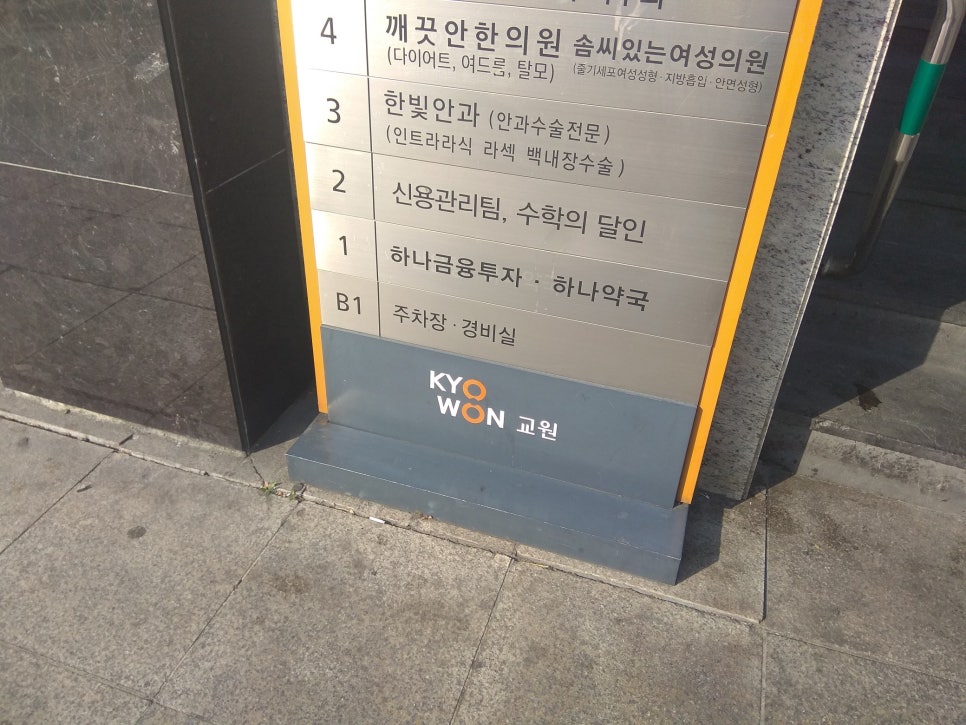 4 깨끗한의원 솜씨있는여성의원
(다이어트, 여드름, 탈모) (줄기세포여성성형·지방흡입·안면성형)
3 한빛안과 (안과수술전문)
(인트라라식 라섹 백내장수술)
2 신용관리팀, 수학의 달인
1 하나금융투자 · 하나약국
B1 주차장·경비실
KYO
WON 교원